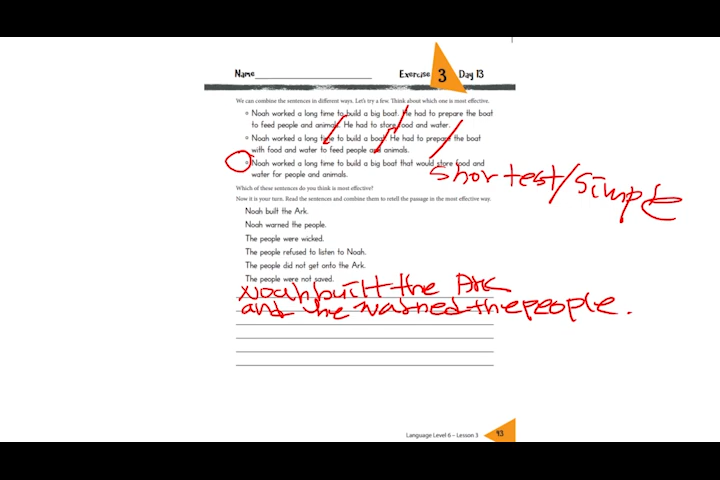 Name
Exercise 3 Day 13
We can combine the sentences in different ways. Let's try a few. Think about which one is most effective.
Noah worked a long time to build a big boat. He had to prepare the boat
to feed people and animals. He had to store food and water.
Noah worked a long time to build a boat. He had to prepare the boat
with food and water to feed people and animals.
Noah worked a long time to build a big boat that would store food and
water for people and animals.
shortest/simple
Which of these sentences do you think is most effective?
Now it is your turn. Read the sentences and combine them to retell the passage in the most effective way.
Noah built the Ark.
Noah warned the people.
The people were wicked.
The people refused to listen to Noah.
The people did not get onto the Ark.
The people were not saved.
Noah built the Ark
and he warned the people.
Language Level 6 – Lesson 3 93